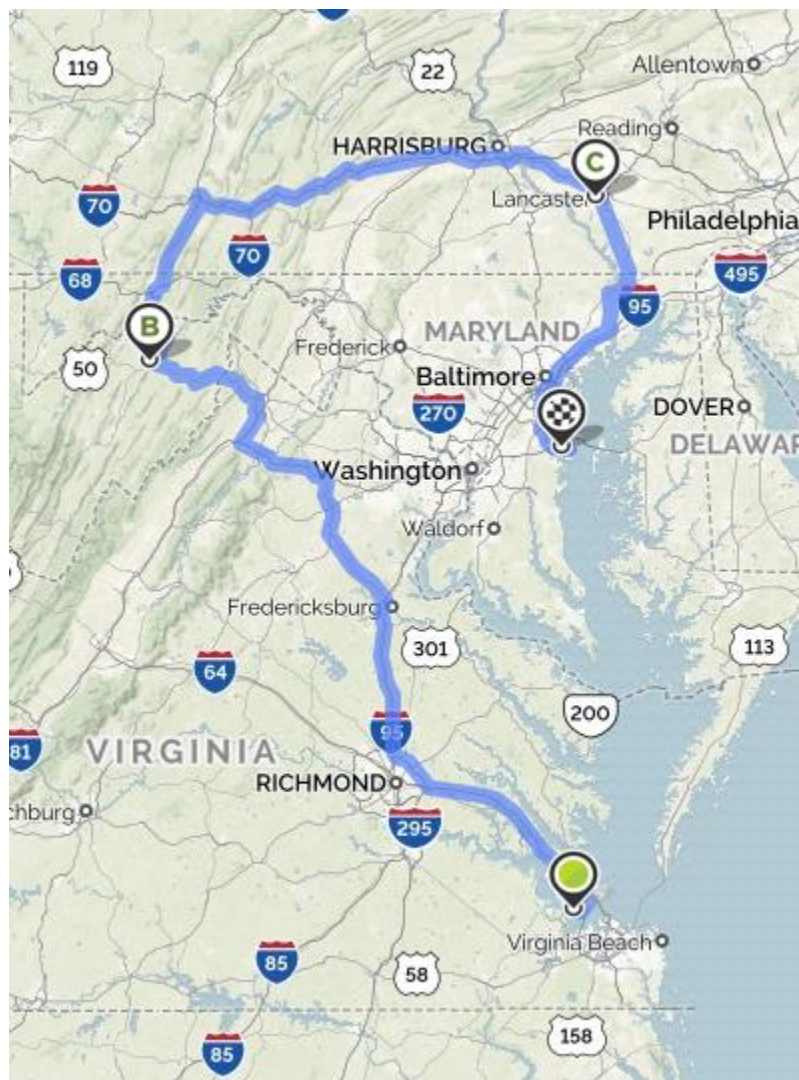 119
22
Allentown
Reading
HARRISBURG
C
Lancaster
70
Philadelphia
70
68
495
95
B
MARYLAND
Frederick
50
Baltimore
270
DOVER
DELAWAR
Washington
Waldorf
Fredericksburg
301
113
64
200
95
81
VIRGINIA
RICHMOND
chburg
295
Virginia Beach
85
58
158
85